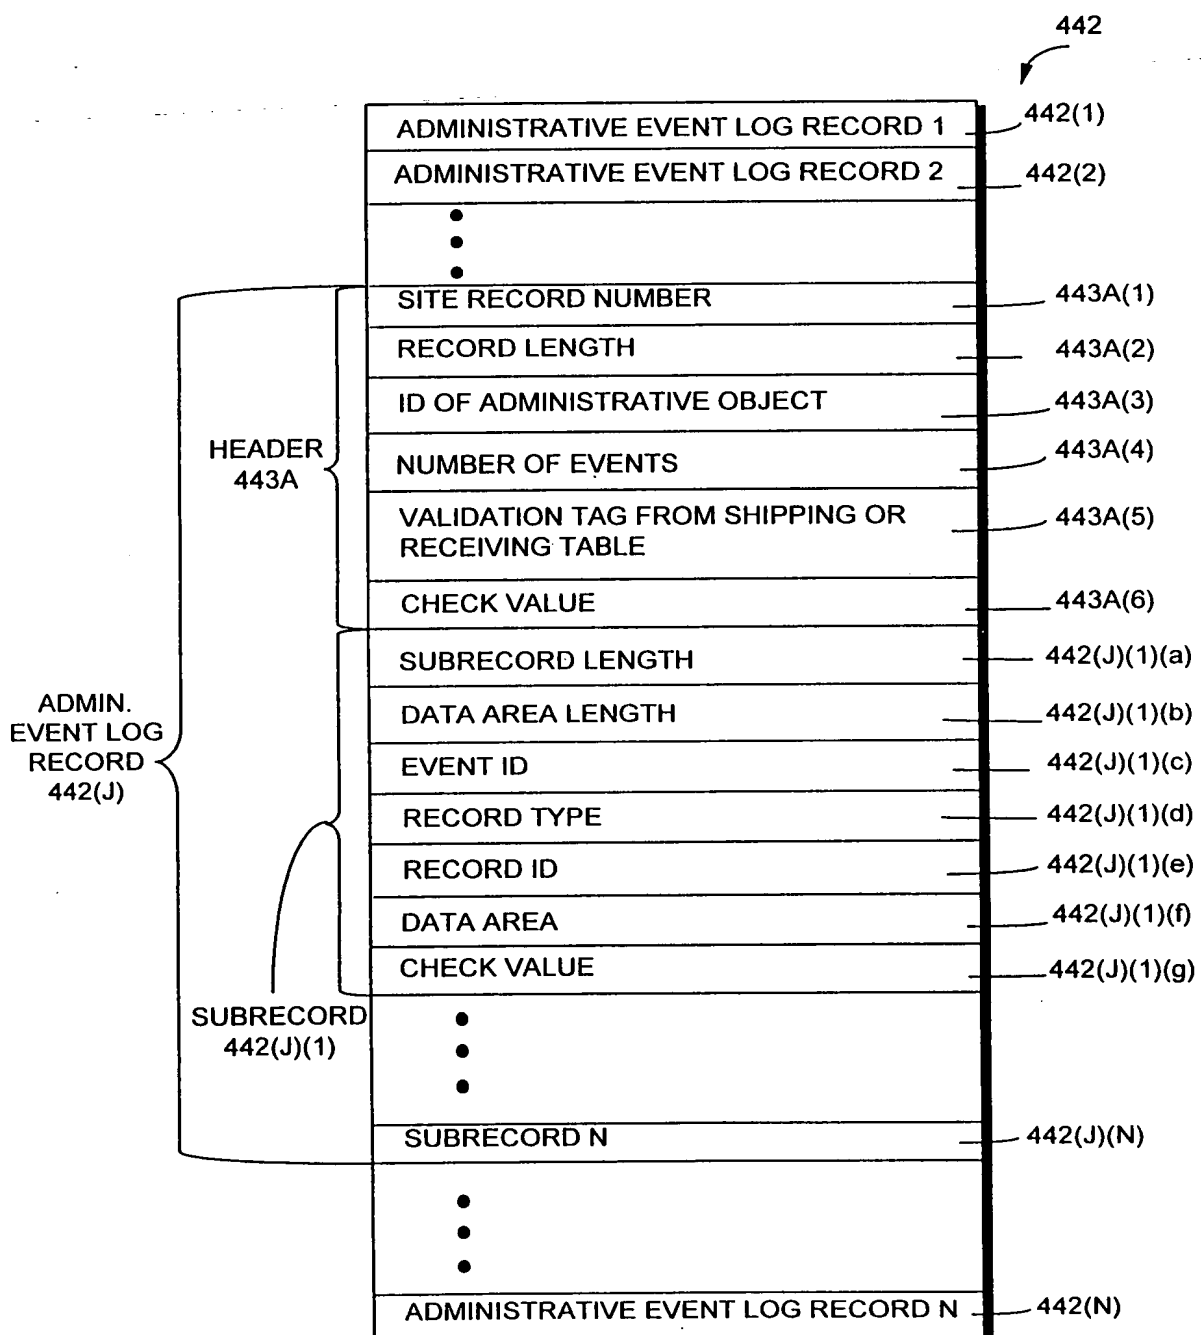 442
ADMINISTRATIVE EVENT LOG RECORD 1 442(1)
ADMINISTRATIVE EVENT LOG RECORD 2 442(2)
SITE RECORD NUMBER 443A(1)
RECORD LENGTH 443A(2)
ID OF ADMINISTRATIVE OBJECT 443A(3)
HEADER
443A
NUMBER OF EVENTS 443A(4)
VALIDATION TAG FROM SHIPPING OR
RECEIVING TABLE
443A(5)
CHECK VALUE 443A(6)
SUBRECORD LENGTH 442(J)(1)(a)
ADMIN.
EVENT LOG
RECORD
442(J)
DATA AREA LENGTH 442(J)(1)(b)
EVENT ID 442(J)(1)(c)
RECORD TYPE 442(J)(1)(d)
RECORD ID 442(J)(1)(e)
DATA AREA 442(J)(1)(f)
CHECK VALUE 442(J)(1)(g)
SUBRECORD
442(J)(1)
SUBRECORD N 442(J)(N)
ADMINISTRATIVE EVENT LOG RECORD N 442(N)